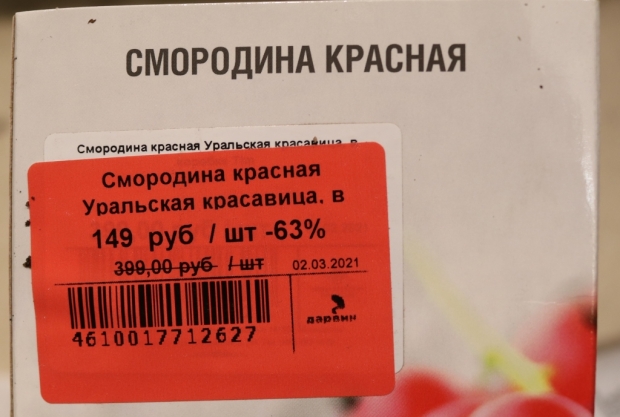 СМОРОДИНА КРАСНАЯ
Смородина красная Уральская красавица, в
Смородина красная
Уральская красавица, в
149 руб / шт -63%
399,00 руб / шт
02.03.2021
4610017712627
дарвин